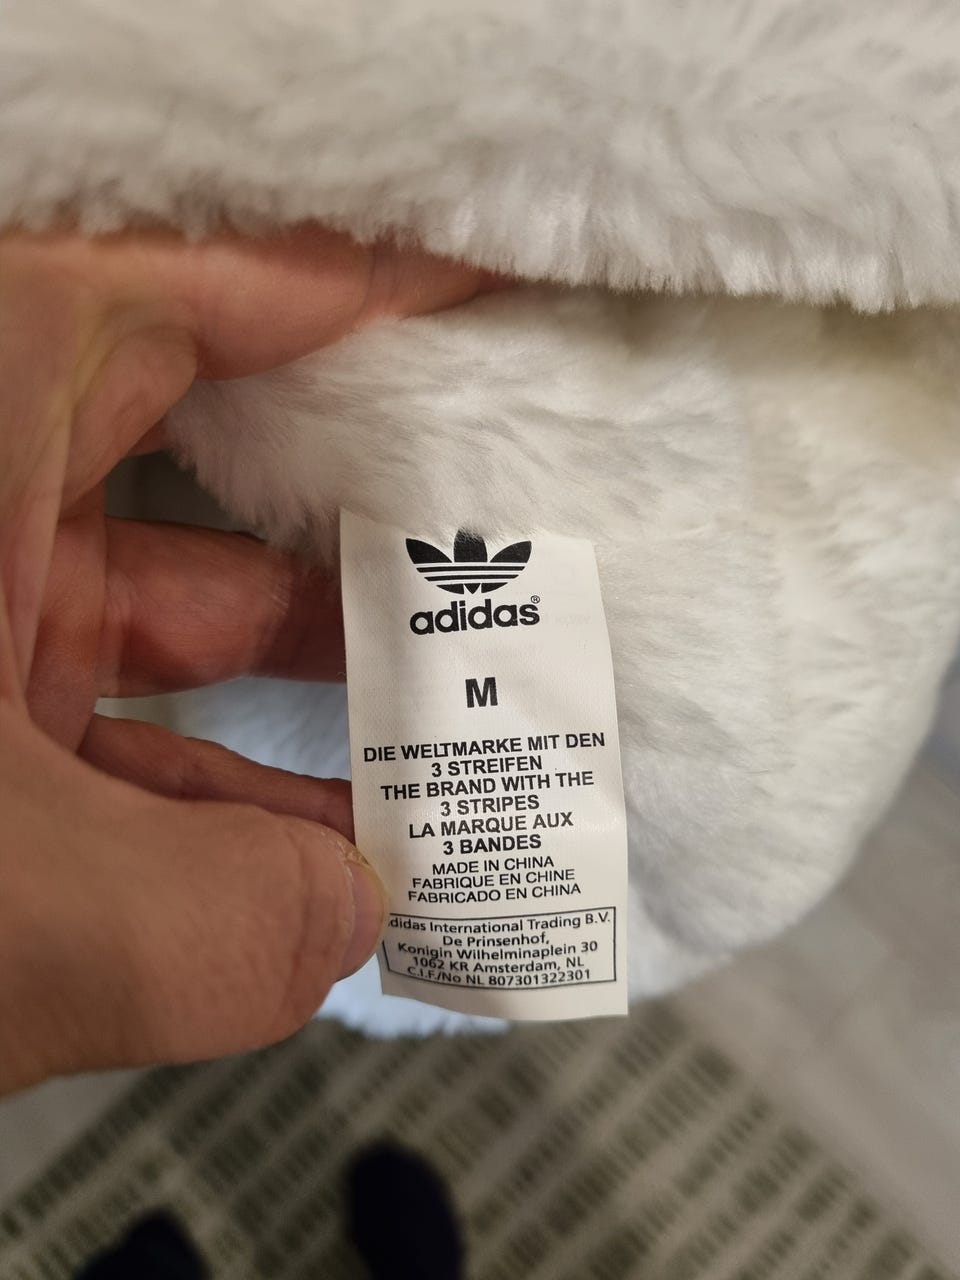 adidas®
M
DIE WELTMARKE MIT DEN
3 STREIFEN
THE BRAND WITH THE
3 STRIPES
LA MARQUE AUX
3 BANDES
MADE IN CHINA
FABRIQUE EN CHINE
FABRICADO EN CHINA
didas International Trading B.V.
De Prinsenhof,
Konigin Wilhelminaplein 30
1062 KR Amsterdam, NL
C.I.F./No NL 807301322301